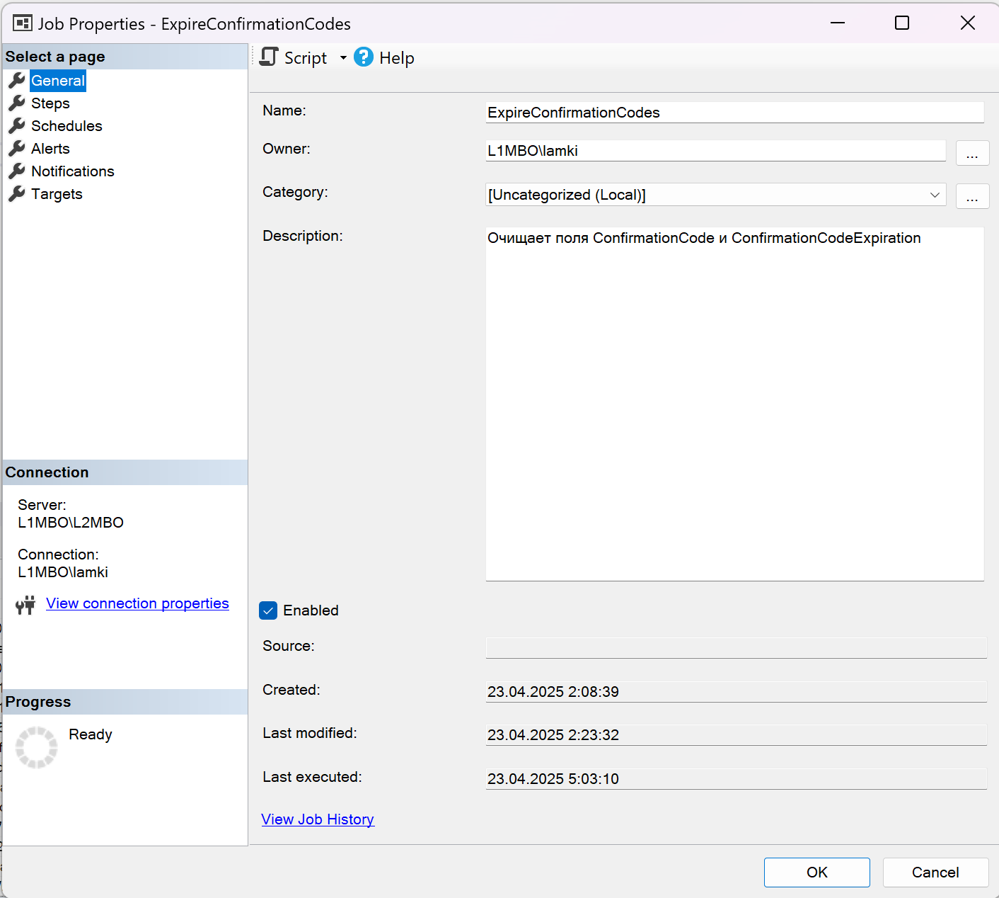 Job Properties - ExpireConfirmationCodes
Select a page
General
Steps
Schedules
Alerts
Notifications
Targets
Script
Help
Name:
ExpireConfirmationCodes
Owner:
L1MBO\lamki
...
Category:
[Uncategorized (Local)]
...
Description:
Очищает поля ConfirmationCode и ConfirmationCodeExpiration
Connection
Server:
L1MBO\L2MBO
Connection:
L1MBO\lamki
View connection properties
Progress
Ready
Enabled
Source:
Created:
23.04.2025 2:08:39
Last modified:
23.04.2025 2:23:32
Last executed:
23.04.2025 5:03:10
View Job History
OK
Cancel